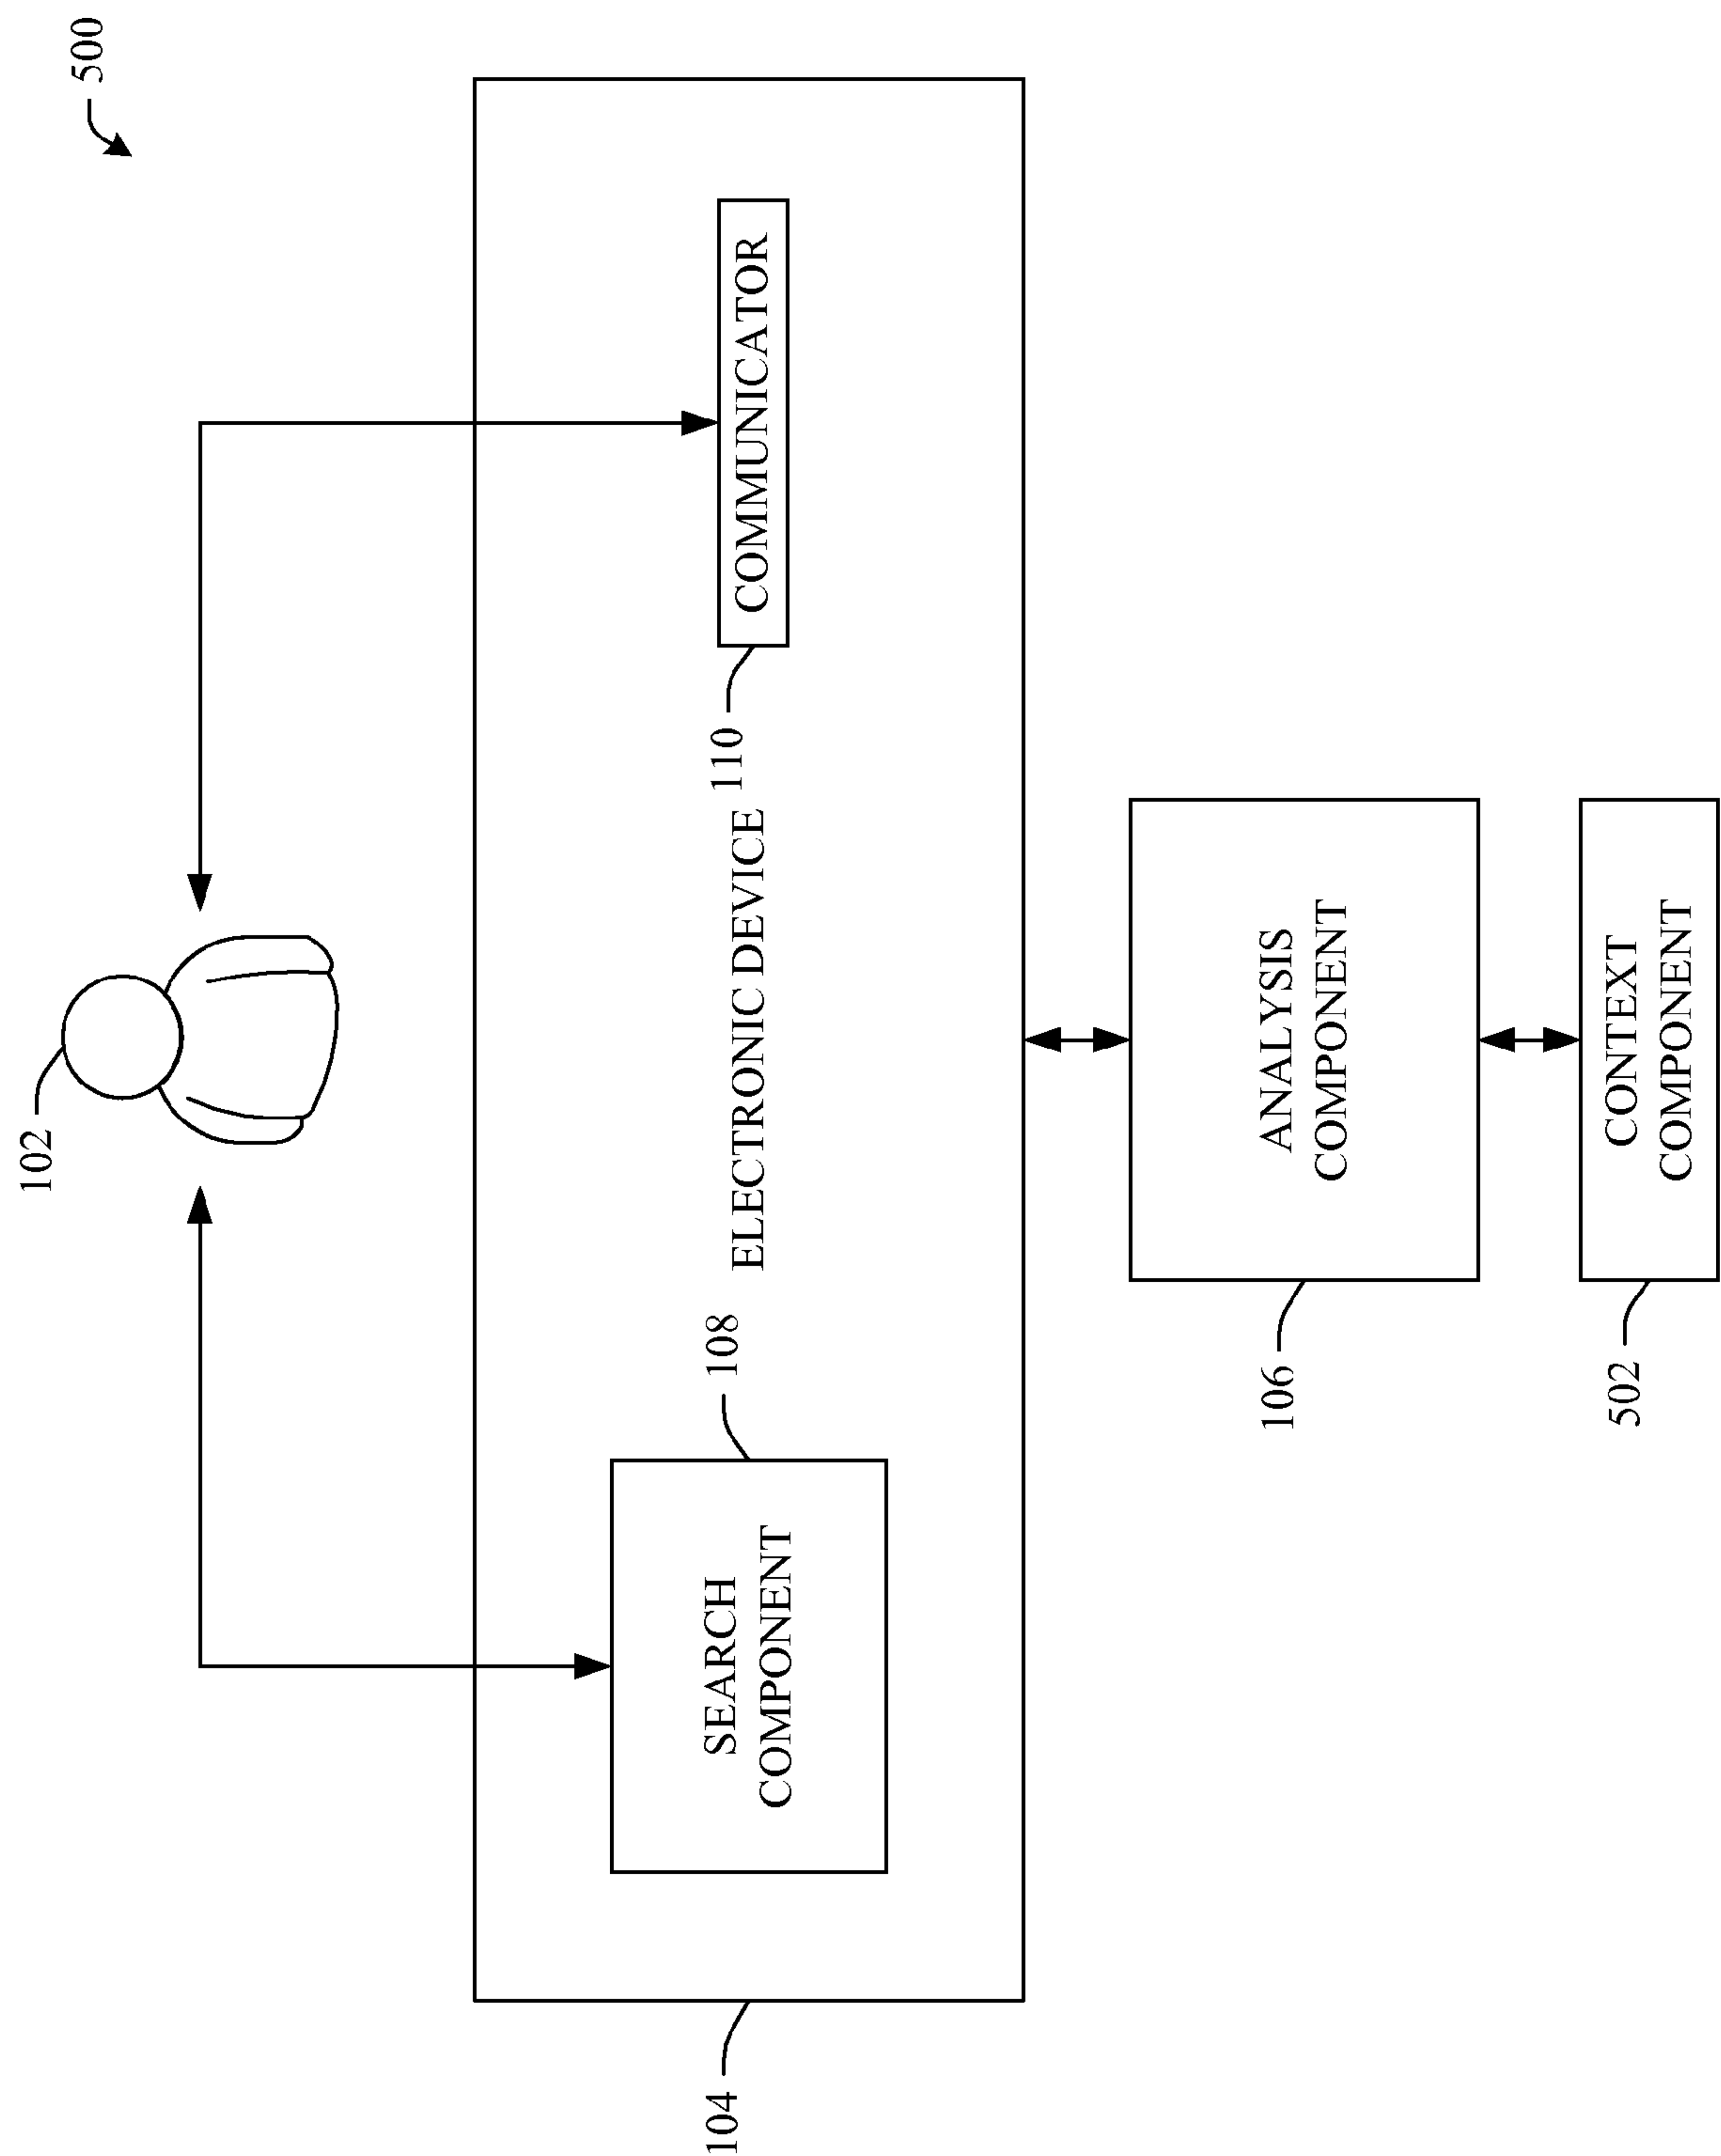 500
102
COMMUNICATOR
110
ELECTRONIC DEVICE
108
SEARCH
COMPONENT
104
ANALYSIS
COMPONENT
106
CONTEXT
COMPONENT
502